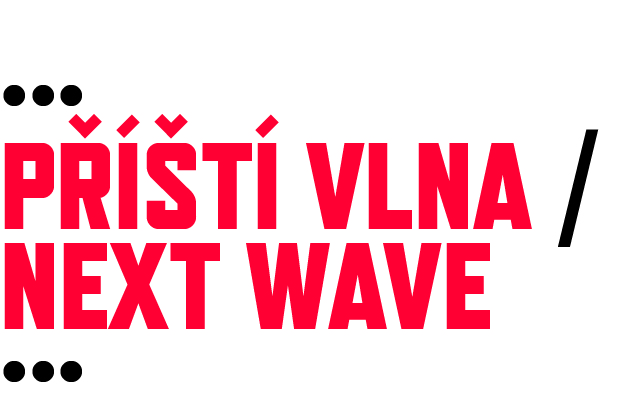 ...
PŘÍŠTÍ VLNA /
NEXT WAVE
...